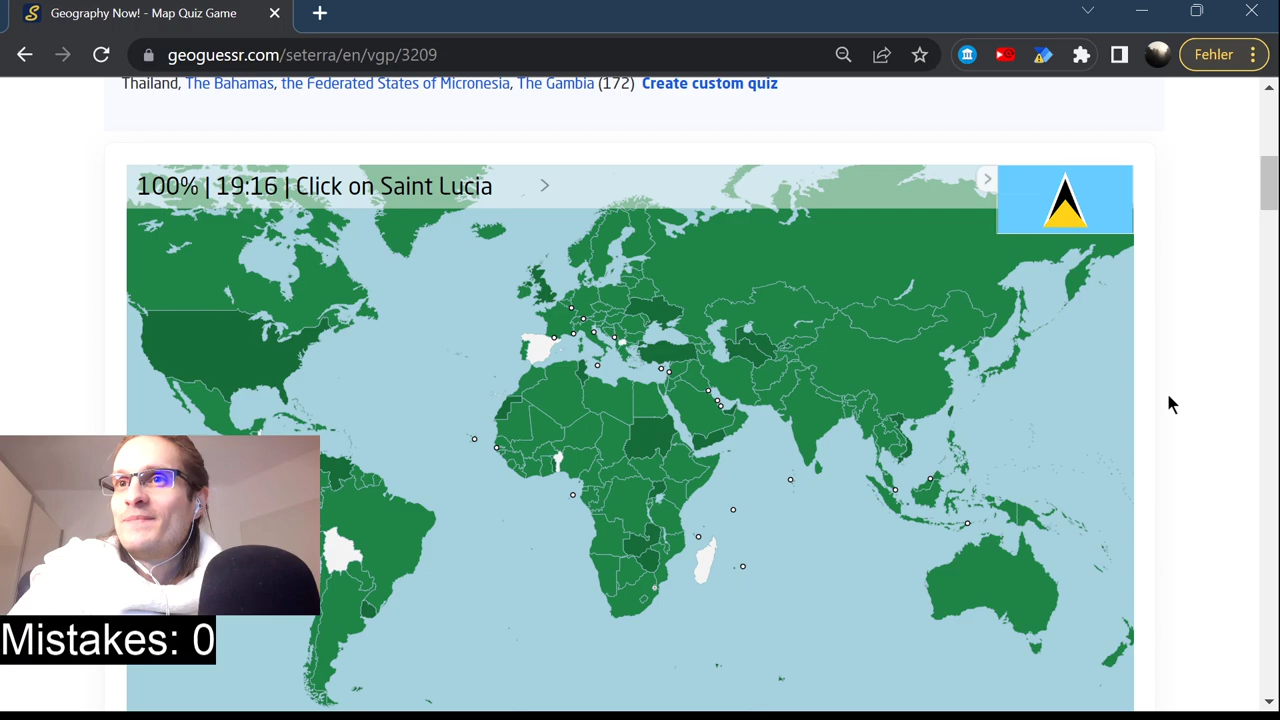 Geography Now! - Map Quiz Game
geoguessr.com/seterra/en/vgp/3209
Fehler
Thailand, The Bahamas, the Federated States of Micronesia, The Gambia (172) Create custom quiz
100% | 19:16 | Click on Saint Lucia
Mistakes: 0